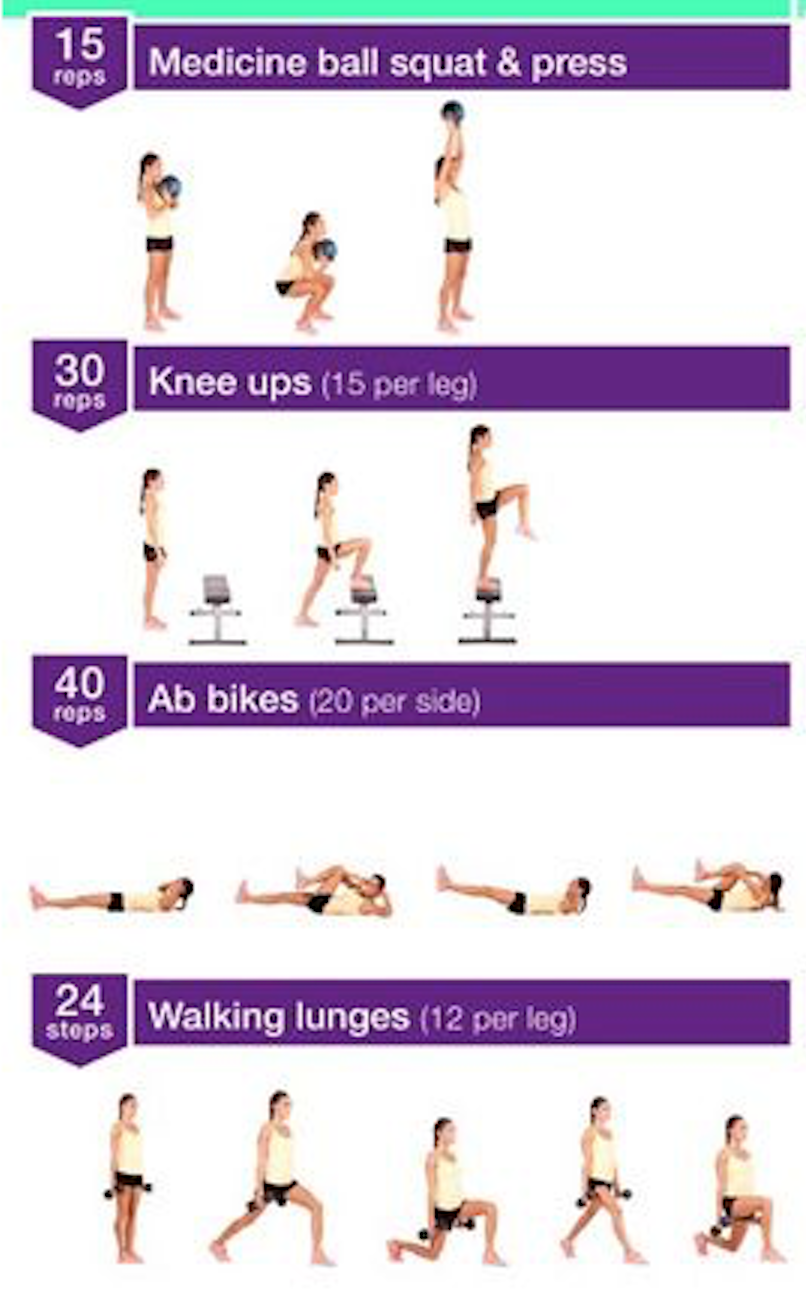 15
reps
Medicine ball squat & press
30
reps
Knee ups (15 per leg)
40
reps
Ab bikes (20 per side)
24
steps
Walking lunges (12 per leg)